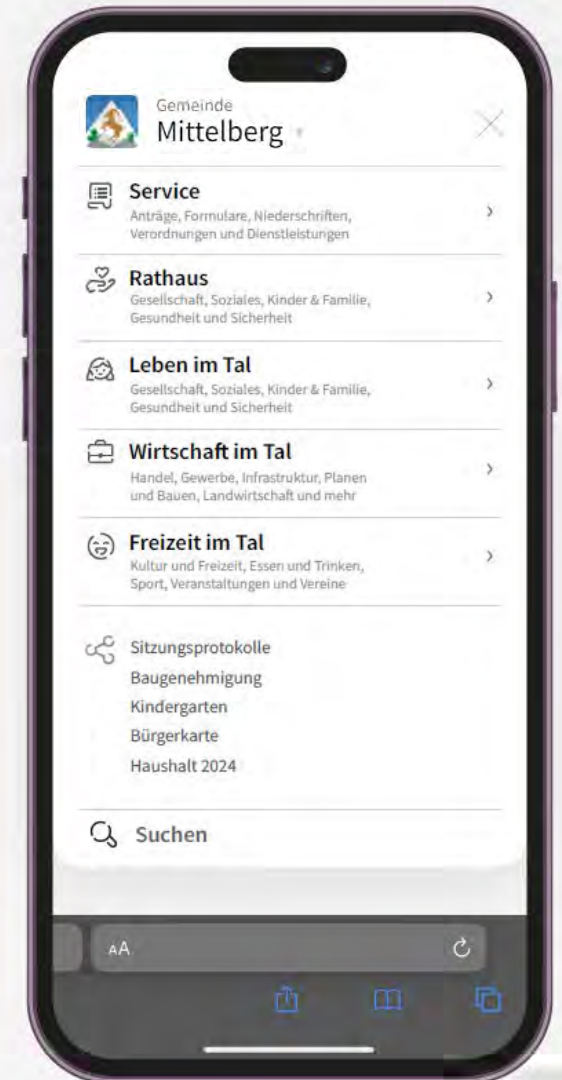 Gemeinde
Mittelberg
Service
Anträge, Formulare, Niederschriften,
Verordnungen und Dienstleistungen
Rathaus
Gesellschaft, Soziales, Kinder & Familie,
Gesundheit und Sicherheit
Leben im Tal
Gesellschaft, Soziales, Kinder & Familie,
Gesundheit und Sicherheit
Wirtschaft im Tal
Handel, Gewerbe, Infrastruktur, Planen
und Bauen, Landwirtschaft und mehr
Freizeit im Tal
Kultur und Freizeit, Essen und Trinken,
Sport, Veranstaltungen und Vereine
Sitzungsprotokolle
Baugenehmigung
Kindergarten
Bürgerkarte
Haushalt 2024
Suchen
AA